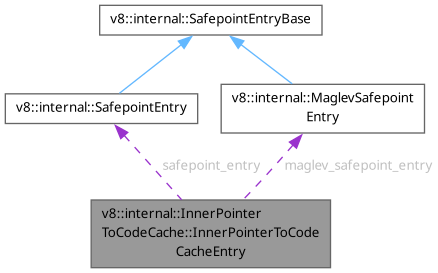 v8::internal::SafepointEntryBase
v8::internal::SafepointEntry
v8::internal::MaglevSafepoint
Entry
safepoint_entry
maglev_safepoint_entry
v8::internal::InnerPointer
ToCodeCache::InnerPointerToCode
CacheEntry